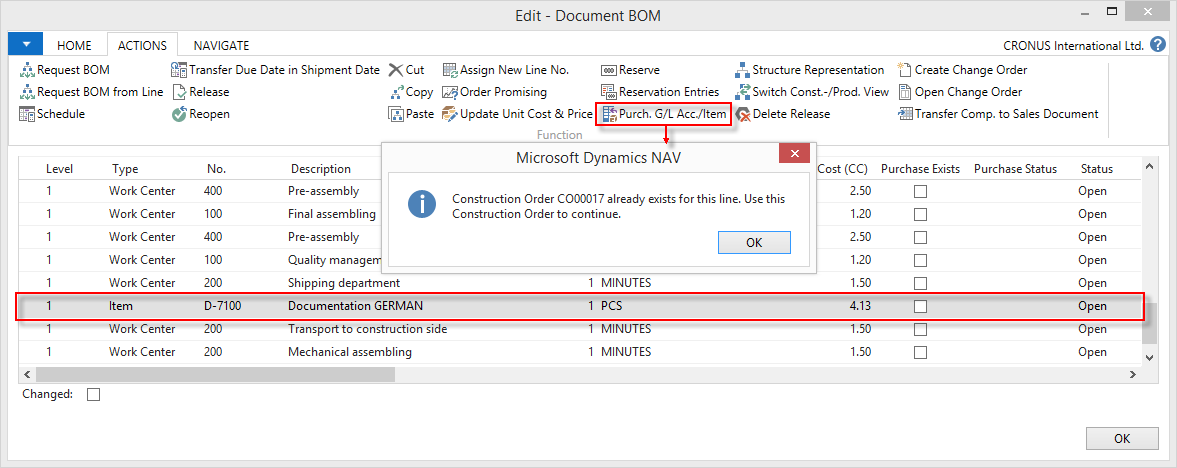 Edit - Document BOM
HOME ACTIONS NAVIGATE CRONUS International Ltd. ?
Request BOM Transfer Due Date in Shipment Date Cut Assign New Line No. Reserve Structure Representation Create Change Order
Request BOM from Line Release Copy Order Promising Reservation Entries Switch Const.-/Prod. View Open Change Order
Schedule Reopen Paste Update Unit Cost & Price Purch. G/L Acc./Item Delete Release Transfer Comp. to Sales Document
Function
Microsoft Dynamics NAV
Construction Order CO00017 already exists for this line. Use this
Construction Order to continue.
OK
Level Type No. Description Cost (CC) Purchase Exists Purchase Status Status
1 Work Center 400 Pre-assembly 2.50 Open
1 Work Center 100 Final assembling 1.20 Open
1 Work Center 400 Pre-assembly 2.50 Open
1 Work Center 100 Quality managem 1.20 Open
1 Work Center 200 Shipping department 1 MINUTES 1.50 Open
1 Item D-7100 Documentation GERMAN 1 PCS 4.13 Open
1 Work Center 200 Transport to construction side 1 MINUTES 1.50 Open
1 Work Center 200 Mechanical assembling 1 MINUTES 1.50 Open
Changed:
OK